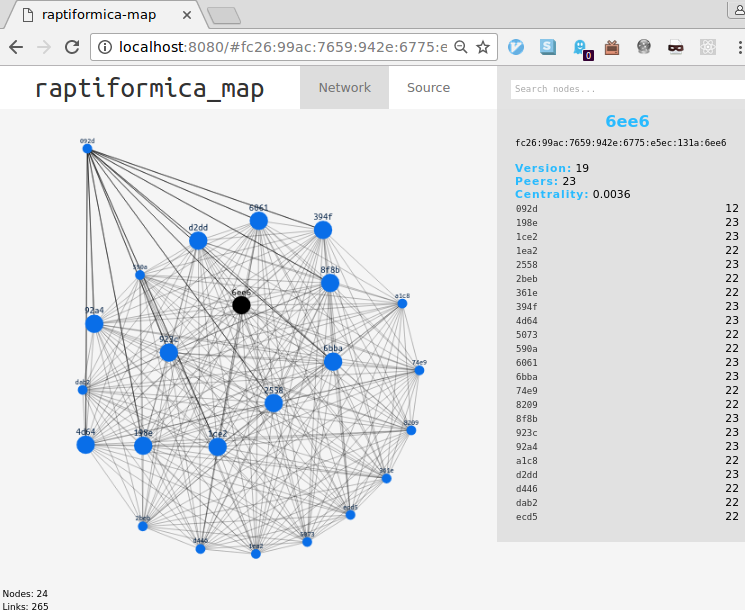 raptiformica-map
localhost:8080/#fc26:99ac:7659:942e:6775:e
0
raptiformica_map
Network
Source
Search nodes...
6ee6
fc26:99ac:7659:942e:6775:e5ec:131a:6ee6
Version: 19
Peers: 23
Centrality: 0.0036
092d 12
198e 23
1ce2 23
1ea2 22
2558 23
2beb 22
361e 22
394f 23
4d64 23
5073 22
590a 22
6061 23
6bba 23
74e9 22
8209 22
8f8b 23
923c 23
92a4 23
a1c8 22
d2dd 23
d446 22
dab2 22
ecd5 22
092d
6061
394f
d2dd
590a
8f8b
6ee6
a1c8
92a4
923c
6bba
74e9
dab2
2558
8209
4d64
198e
1ce2
361e
ecd5
2beb
d446
1ea2
5073
Nodes: 24
Links: 265